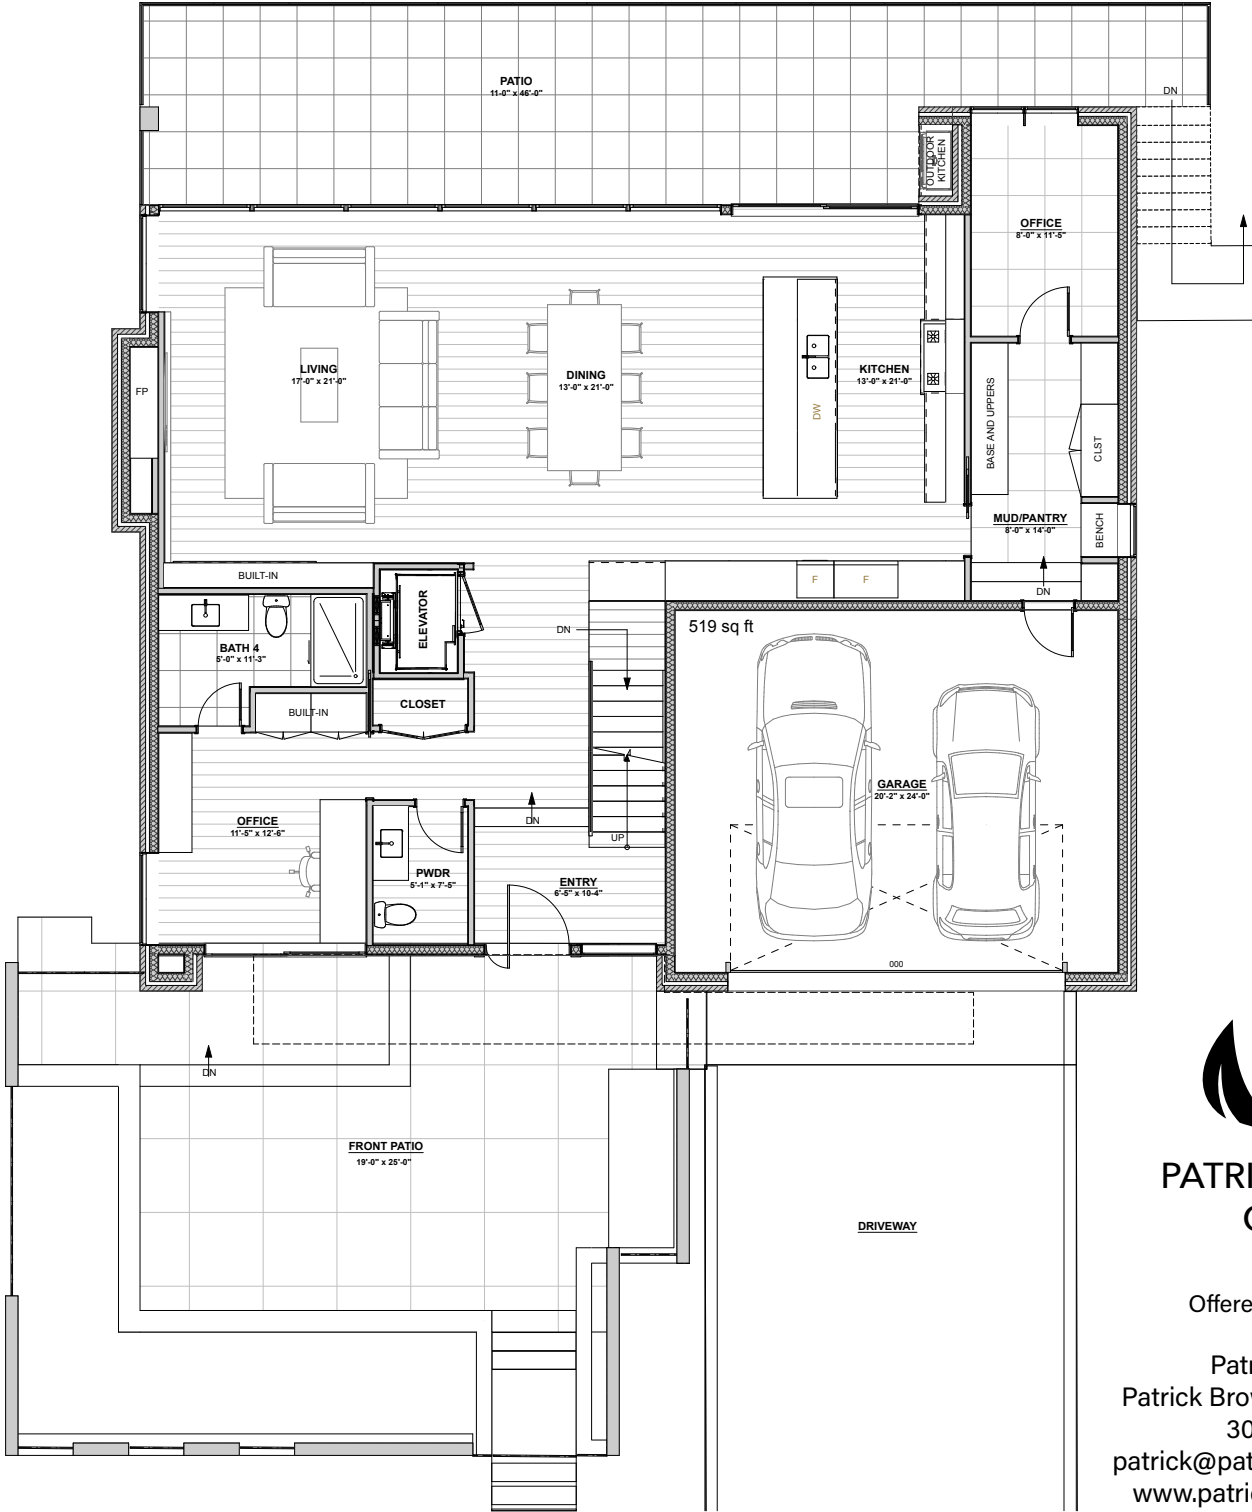 PATIO
11'-0" x 46'-0"
DN
OUTDOOR
KITCHEN
OFFICE
8'-0" x 11'-5"
LIVING
17'-0" x 21'-0"
DINING
13'-0" x 21'-0"
KITCHEN
13'-0" x 21'-0"
FP
DW
BASE AND UPPERS
CLST
MUD/PANTRY
8'-0" x 14'-0"
BENCH
BUILT-IN
F
F
DN
ELEVATOR
519 sq ft
DN
BATH 4
5'-0" x 11'-3"
CLOSET
BUILT-IN
GARAGE
20'-2" x 24'-0"
OFFICE
11'-5" x 12'-6"
DN
UP
PWDR
5'-1" x 7'-5"
ENTRY
6'-5" x 10'-4"
000
DN
FRONT PATIO
19'-0" x 25'-0"
DRIVEWAY
PATRI
Offere
Patr
Patrick Brow
30
patrick@pat
www.patric